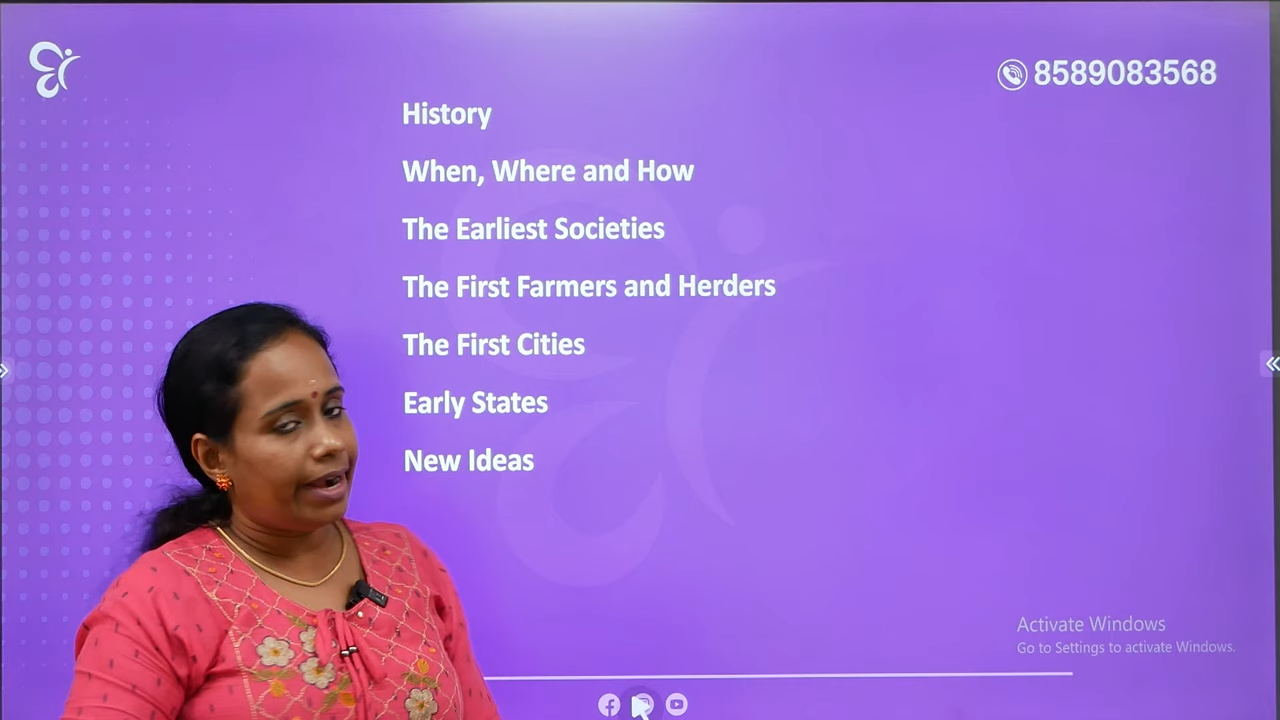 8589083568
History
When, Where and How
The Earliest Societies
The First Farmers and Herders
The First Cities
Early States
New Ideas
Activate Windows
Go to Settings to activate Windows.